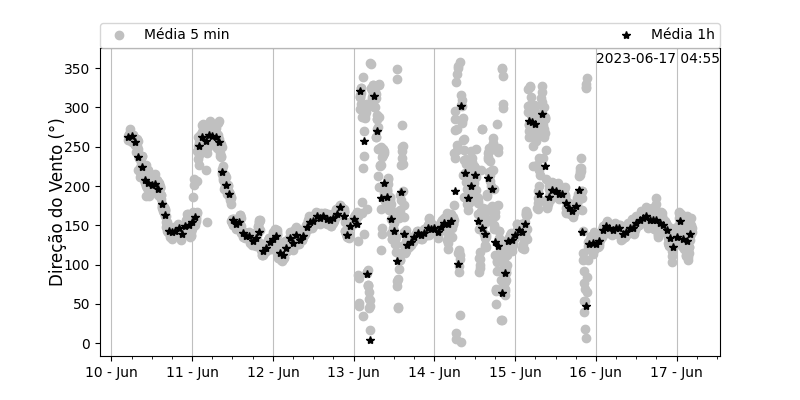 Média 5 min
Média 1h
2023-06-17 04:55
Direção do Vento (°)
350
300
250
200
150
100
50
0
10 - Jun
11 - Jun
12 - Jun
13 - Jun
14 - Jun
15 - Jun
16 - Jun
17 - Jun